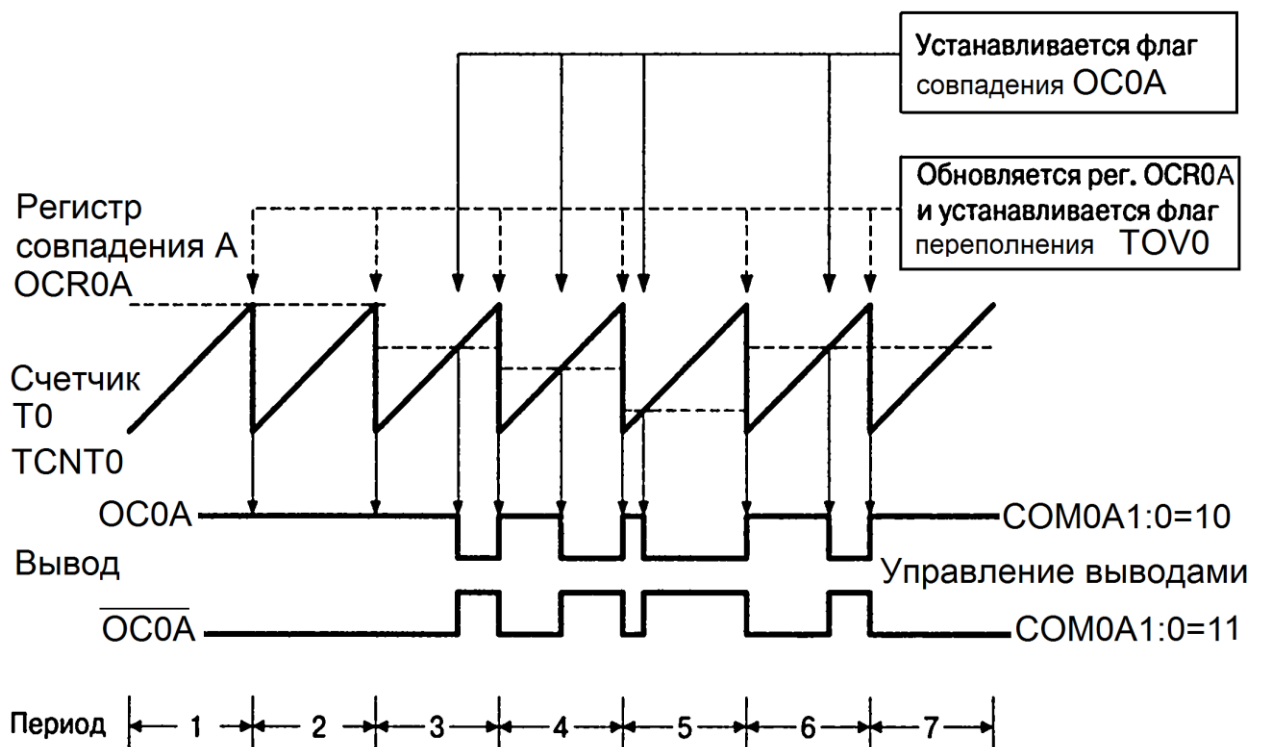 Устанавливается флаг
совпадения OC0A
Обновляется рег. OCR0A
и устанавливается флаг
переполнения TOV0
Регистр
совпадения A
OCR0A
Счетчик
T0
TCNT0
OC0A
COM0A1:0=10
Вывод
Управление выводами
OC0A
COM0A1:0=11
Период 1 2 3 4 5 6 7